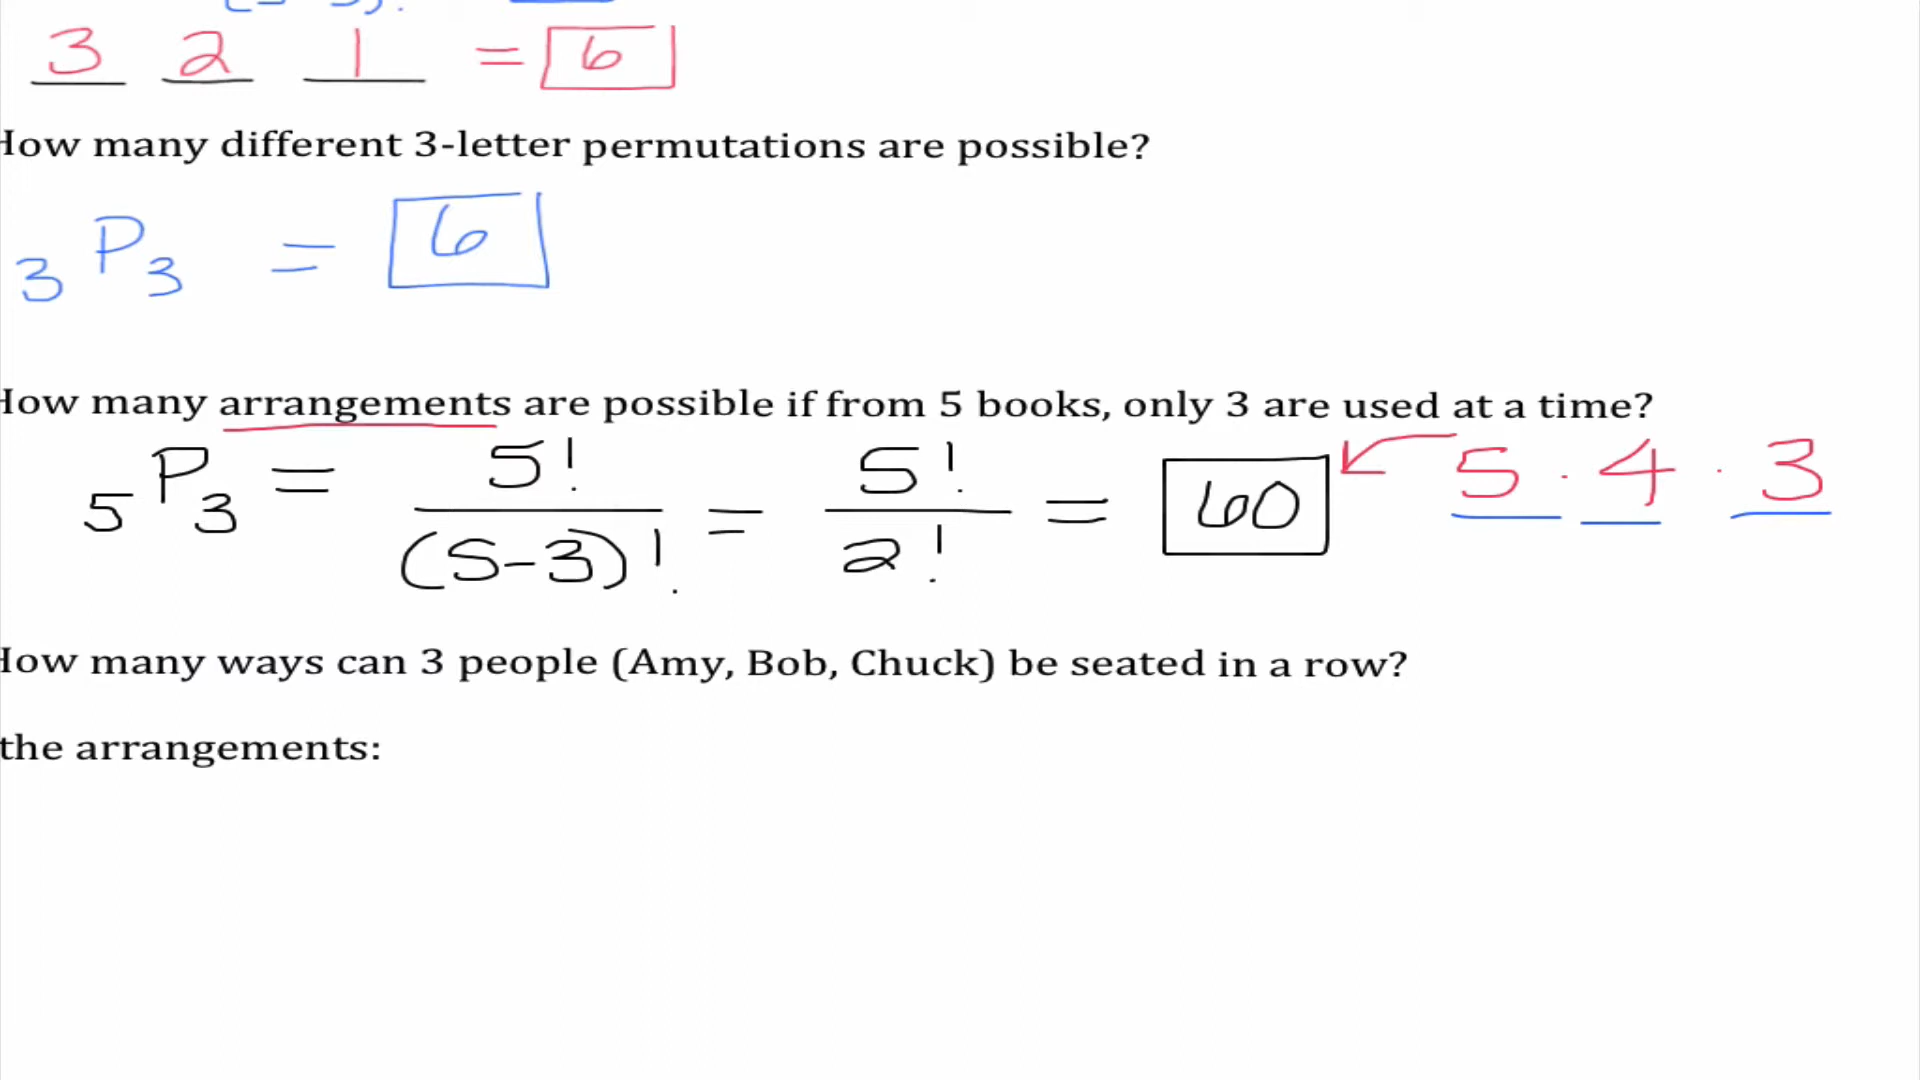 3 2 1 = 6
How many different 3-letter permutations are possible?
3P3 = 6
How many arrangements are possible if from 5 books, only 3 are used at a time?
5P3 = 5! / (5-3)! = 5! / 2! = 60 5 · 4 · 3
How many ways can 3 people (Amy, Bob, Chuck) be seated in a row?
the arrangements: